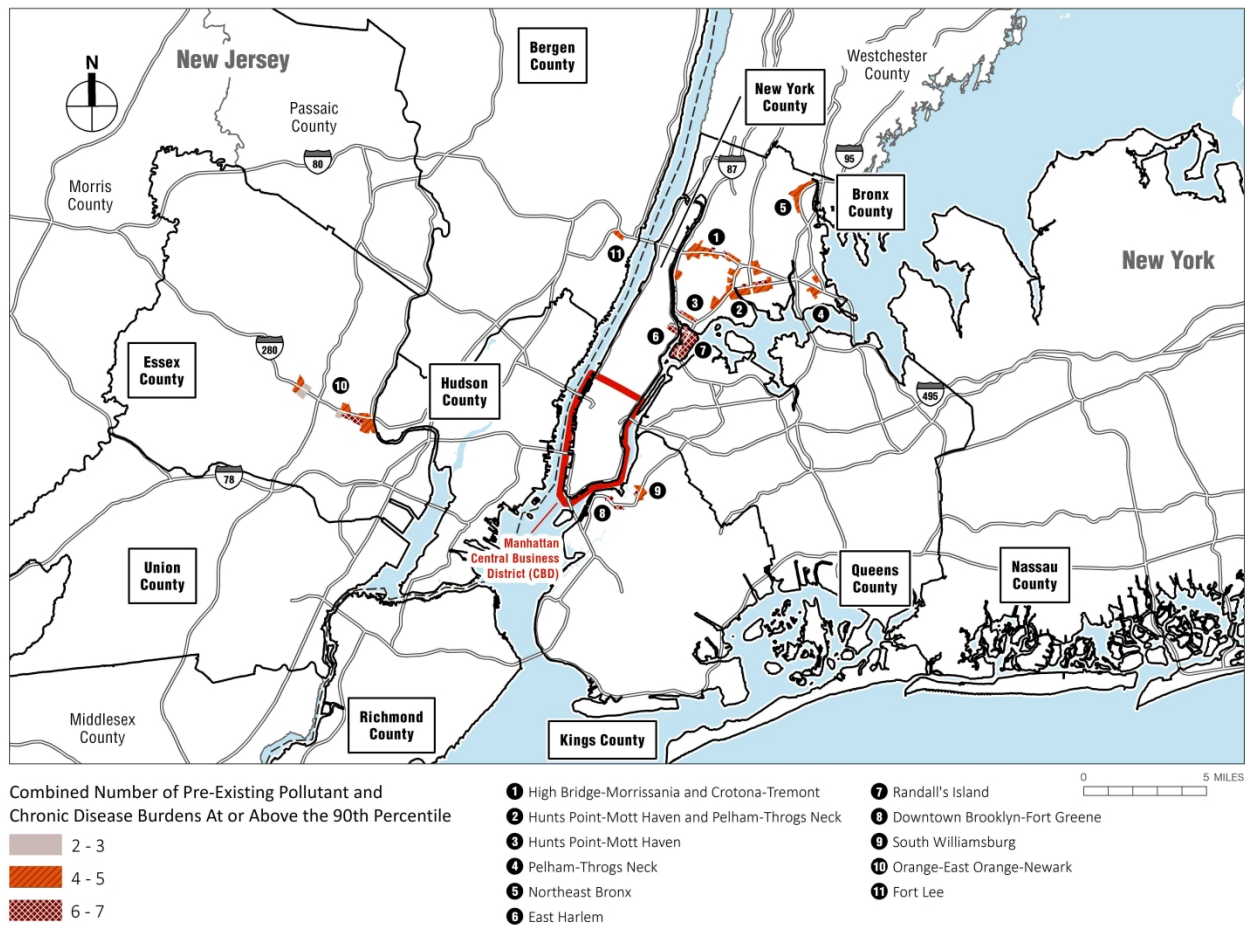 New Jersey
N
Bergen
County
Westchester
County
New York
County
Passaic
County
80
87
95
Morris
County
Bronx
County
5
1
11
New York
3
2
4
6
7
280
Essex
County
10
Hudson
County
495
78
9
8
Manhattan
Central Business
District (CBD)
Union
County
Queens
County
Nassau
County
Middlesex
County
Richmond
County
Kings County
0 5 MILES
Combined Number of Pre-Existing Pollutant and
Chronic Disease Burdens At or Above the 90th Percentile
2 - 3
4 - 5
6 - 7
1 High Bridge-Morrissania and Crotona-Tremont
2 Hunts Point-Mott Haven and Pelham-Throgs Neck
3 Hunts Point-Mott Haven
4 Pelham-Throgs Neck
5 Northeast Bronx
6 East Harlem
7 Randall's Island
8 Downtown Brooklyn-Fort Greene
9 South Williamsburg
10 Orange-East Orange-Newark
11 Fort Lee